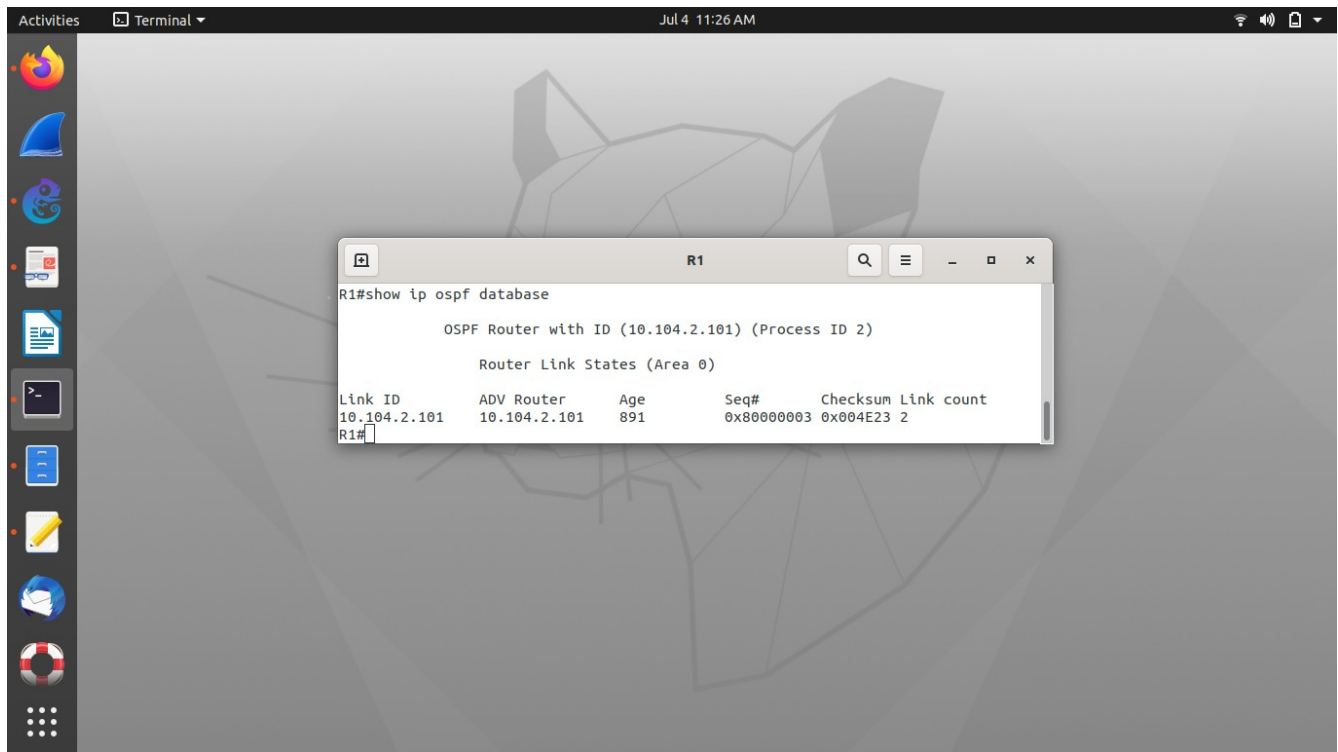 Activities Terminal Jul 4 11:26 AM
R1
R1#show ip ospf database
OSPF Router with ID (10.104.2.101) (Process ID 2)
Router Link States (Area 0)
Link ID ADV Router Age Seq# Checksum Link count
10.104.2.101 10.104.2.101 891 0x80000003 0x004E23 2
R1#